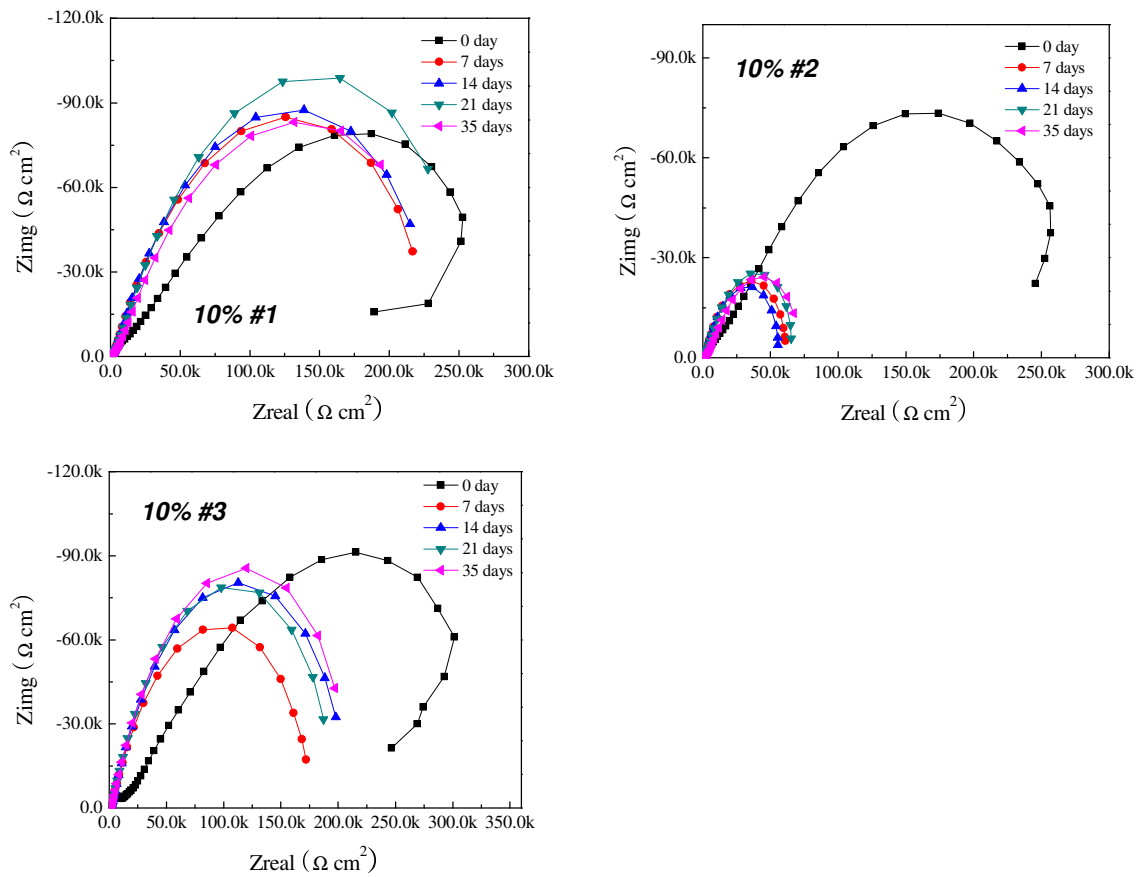 -120.0k
-90.0k
-60.0k
-30.0k
0.0
Zimg ( Ω cm²)
0 day
7 days
14 days
21 days
35 days
10% #1
0.0 50.0k 100.0k 150.0k 200.0k 250.0k 300.0k
Zreal ( Ω cm²)
-90.0k
-60.0k
-30.0k
0.0
Zimg ( Ω cm²)
10% #2
0 day
7 days
14 days
21 days
35 days
0.0 50.0k 100.0k 150.0k 200.0k 250.0k 300.0k
Zreal ( Ω cm²)
-120.0k
-90.0k
-60.0k
-30.0k
0.0
Zimg ( Ω cm²)
10% #3
0 day
7 days
14 days
21 days
35 days
0.0 50.0k 100.0k 150.0k 200.0k 250.0k 300.0k 350.0k
Zreal ( Ω cm²)